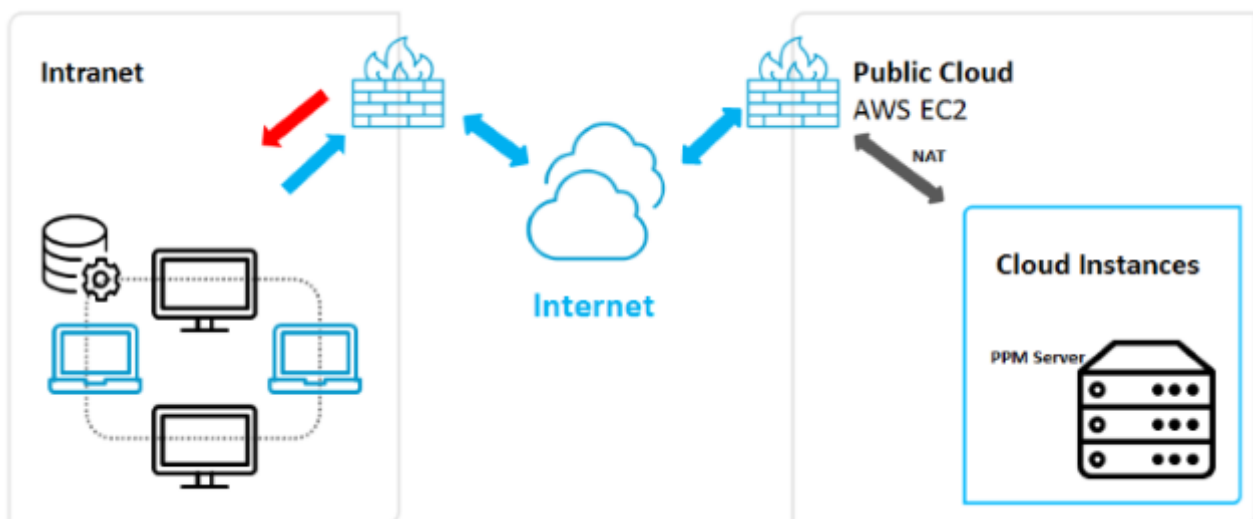 Intranet
Public Cloud
AWS EC2
NAT
Internet
Cloud Instances
PPM Server